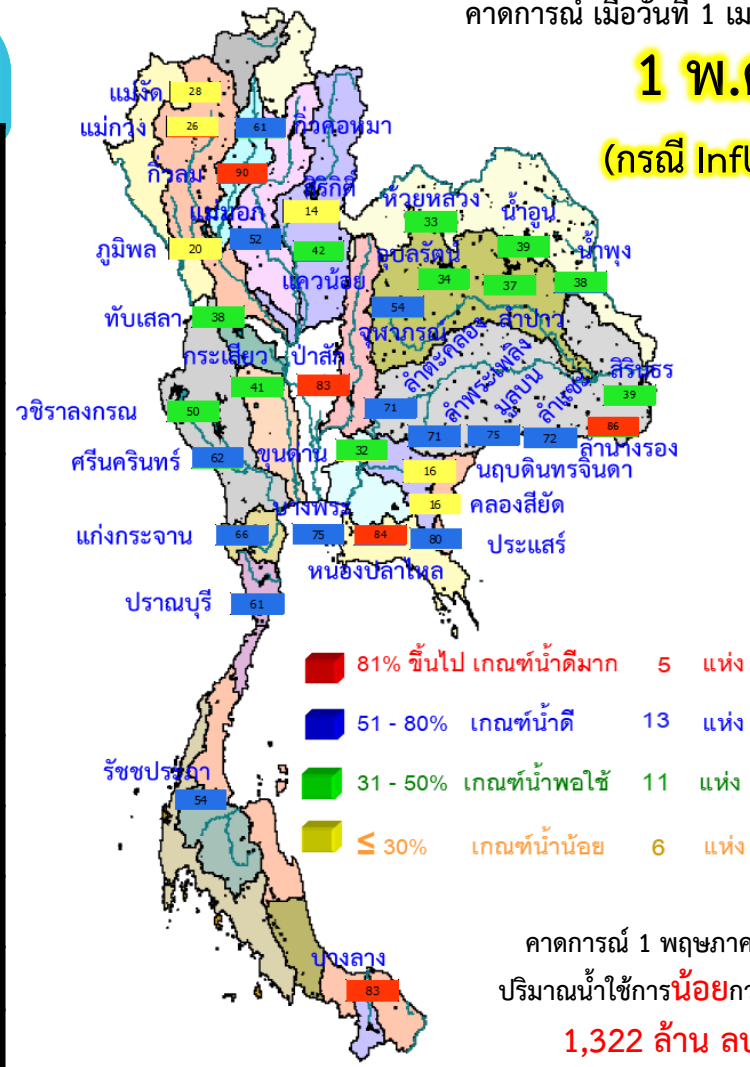 คาดการณ์ เมื่อวันที่ 1 เม
1 พ.ค
(กรณี Infl
แม่งัด 28
แม่กวง 26
61 กิ่วคอหมา
กิ่วลม 90
สิริกิติ์
14
แม่มอก
52
ห้วยหลวง
33
น้ำอูน
39
ภูมิพล 20
42
แควน้อย
อุบลรัตน์
34
37
น้ำพุง
38
54
จุฬาภรณ์
ลำปาว
ทับเสลา 38
กระเสียว
41
ป่าสัก
83
ลำตะคอง
71
ลำพระเพลิง
71
มูลบน
75
ลำแชะ
72
สิรินธร
39
วชิราลงกรณ 50
86
ลำนางรอง
ศรีนครินทร์ 62
ขุนด่าน 32
16 นฤบดินทรจินดา
16 คลองสียัด
บางพระ
แก่งกระจาน 66
75
84
80 ประแสร์
หนองปลาไหล
ปราณบุรี 61
81% ขึ้นไป เกณฑ์น้ำดีมาก 5 แห่ง
51 - 80% เกณฑ์น้ำดี 13 แห่ง
รัชชประภา
54
31 - 50% เกณฑ์น้ำพอใช้ 11 แห่ง
≤ 30% เกณฑ์น้ำน้อย 6 แห่ง
คาดการณ์ 1 พฤษภาค
บางลาง
83
ปริมาณน้ำใช้การน้อยก
1,322 ล้าน ลบ